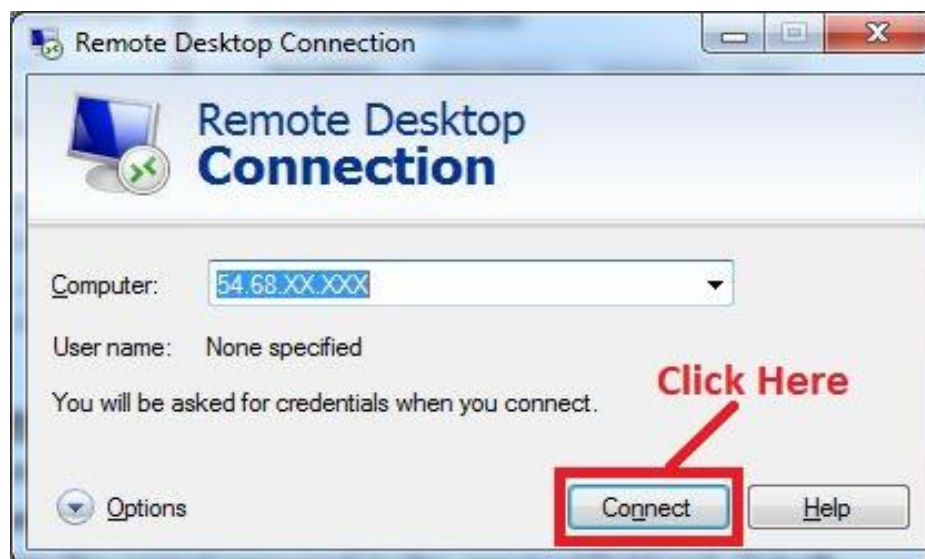 Remote Desktop Connection
Remote Desktop
Connection
Computer: 54.68.XX.XXX
User name: None specified
Click Here
You will be asked for credentials when you connect.
Options Connect Help